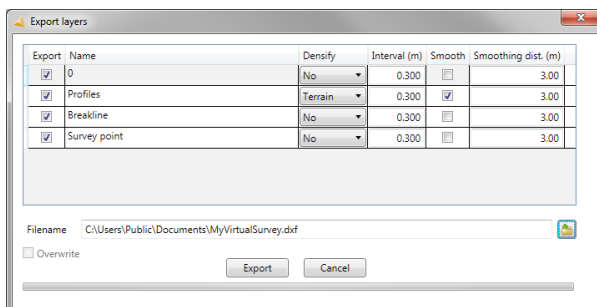 Export layers
Export Name Densify Interval (m) Smooth Smoothing dist. (m)
0 No 0.300 3.00
Profiles Terrain 0.300 3.00
Breakline No 0.300 3.00
Survey point No 0.300 3.00
Filename C:\Users\Public\Documents\MyVirtualSurvey.dxf
Overwrite
Export Cancel